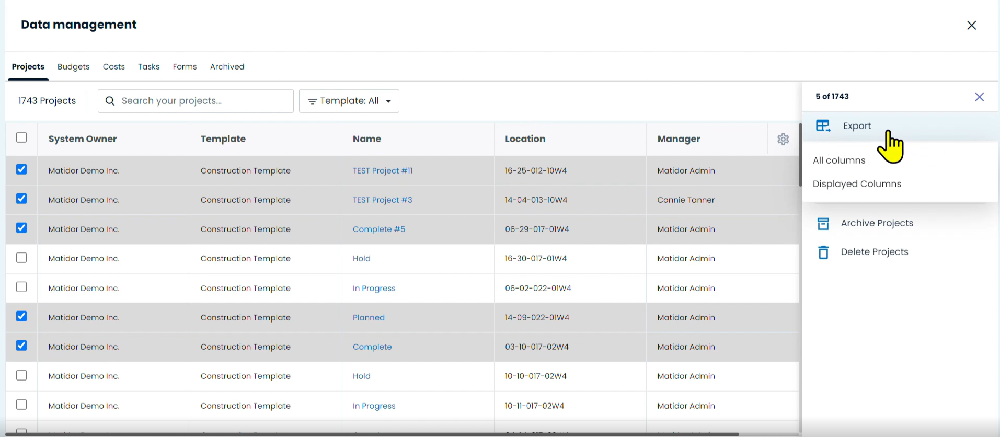 Data management
Projects Budgets Costs Tasks Forms Archived
1743 Projects Search your projects... Template: All
5 of 1743
Export
All columns
Displayed Columns
Archive Projects
Delete Projects
System Owner Template Name Location Manager
Matidor Demo Inc. Construction Template TEST Project #11 16-25-012-10W4 Matidor Admin
Matidor Demo Inc. Construction Template TEST Project #3 14-04-013-10W4 Connie Tanner
Matidor Demo Inc. Construction Template Complete #5 06-29-017-01W4 Matidor Admin
Matidor Demo Inc. Construction Template Hold 16-30-017-01W4 Matidor Admin
Matidor Demo Inc. Construction Template In Progress 06-02-022-01W4 Matidor Admin
Matidor Demo Inc. Construction Template Planned 14-09-022-01W4 Matidor Admin
Matidor Demo Inc. Construction Template Complete 03-10-017-02W4 Matidor Admin
Matidor Demo Inc. Construction Template Hold 10-10-017-02W4 Matidor Admin
Matidor Demo Inc. Construction Template In Progress 10-11-017-02W4 Matidor Admin